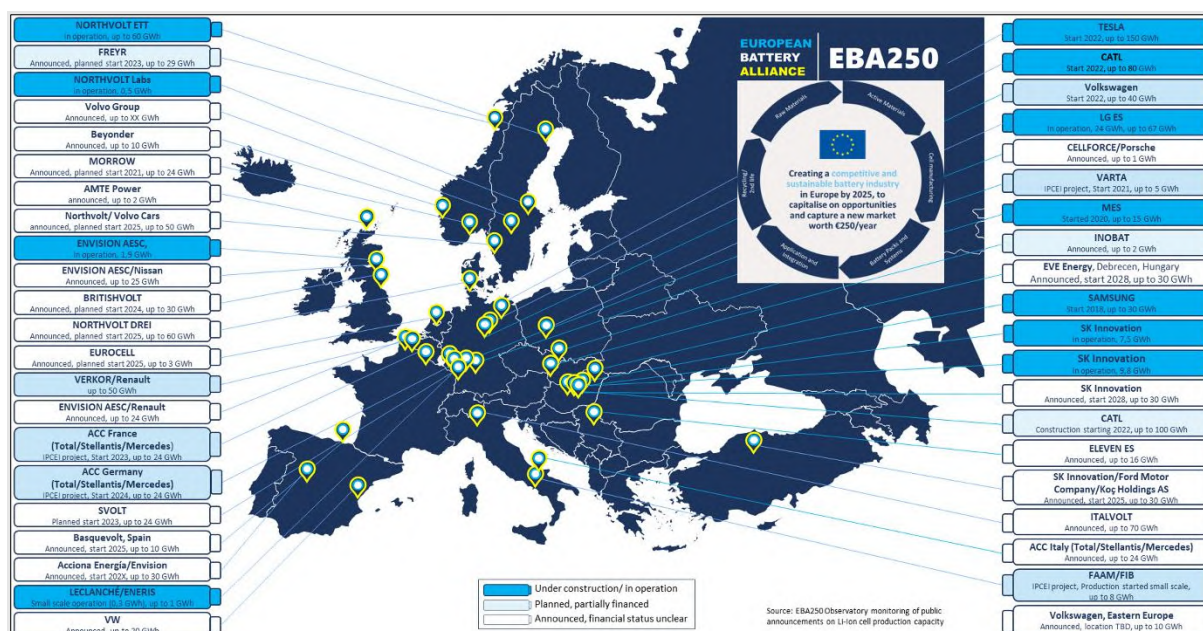 NORTHVOLT ETT
In operation, up to 60 GWh
FREYR
Announced, planned start 2023, up to 29 GWh
NORTHVOLT Labs
In operation, 0,5 GWh
Volvo Group
Announced, up to XX GWh
Beyonder
Announced, up to 10 GWh
MORROW
Announced, planned start 2021, up to 24 GWh
AMTE Power
announced, up to 2 GWh
Northvolt/ Volvo Cars
announced, planned start 2025, up to 50 GWh
ENVISION AESC,
In operation, 1,9 GWh
ENVISION AESC/Nissan
Announced, up to 25 GWh
BRITISHVOLT
Announced, planned start 2024, up to 30 GWh
NORTHVOLT DREI
Announced, planned start 2025, up to 60 GWh
EUROCELL
Announced, planned start 2025, up to 3 GWh
VERKOR/Renault
up to 50 GWh
ENVISION AESC/Renault
Announced, up to 24 GWh
ACC France
(Total/Stellantis/Mercedes)
IPCEI project, Start 2023, up to 24 GWh
ACC Germany
(Total/Stellantis/Mercedes)
IPCEI project, Start 2024, up to 24 GWh
SVOLT
Planned start 2023, up to 24 GWh
Basquevolt, Spain
Announced, start 2025, up to 10 GWh
Acciona Energía/Envision
Announced, start 202X, up to 30 GWh
LECLANCHÉ/ENERIS
Small scale operation (0,3 GWh), up to 1 GWh
VW
Announced, up to 20 GWh
EUROPEAN
BATTERY
ALLIANCE
EBA250
Raw Materials
Active Materials
Cell manufacturing
Battery Packs and Systems
Application and Integration
Recycling/ 2nd life
Creating a competitive and
sustainable battery industry
in Europe by 2025, to
capitalise on opportunities
and capture a new market
worth €250/year
TESLA
Start 2022, up to 150 GWh
CATL
Start 2022, up to 80 GWh
Volkswagen
Start 2022, up to 40 GWh
LG ES
In operation, 24 GWh, up to 67 GWh
CELLFORCE/Porsche
Announced, up to 1 GWh
VARTA
IPCEI project, Start 2021, up to 5 GWh
MES
Started 2020, up to 15 GWh
INOBAT
Announced, up to 2 GWh
EVE Energy, Debrecen, Hungary
Announced, start 2028, up to 30 GWh
SAMSUNG
Start 2018, up to 30 GWh
SK Innovation
In operation, 7,5 GWh
SK Innovation
In operation, 9,8 GWh
SK Innovation
Announced, start 2028, up to 30 GWh
CATL
Construction starting 2022, up to 100 GWh
ELEVEN ES
Announced, up to 16 GWh
SK Innovation/Ford Motor
Company/Koç Holdings AS
Announced, start 2025, up to 30 GWh
ITALVOLT
Announced, up to 70 GWh
ACC Italy (Total/Stellantis/Mercedes)
Announced, up to 24 GWh
FAAM/FIB
IPCEI project, Production started small scale,
up to 8 GWh
Volkswagen, Eastern Europe
Announced, location TBD, up to 10 GWh
Under construction/ in operation
Planned, partially financed
Announced, financial status unclear
Source: EBA250 Observatory monitoring of public
announcements on Li-Ion cell production capacity